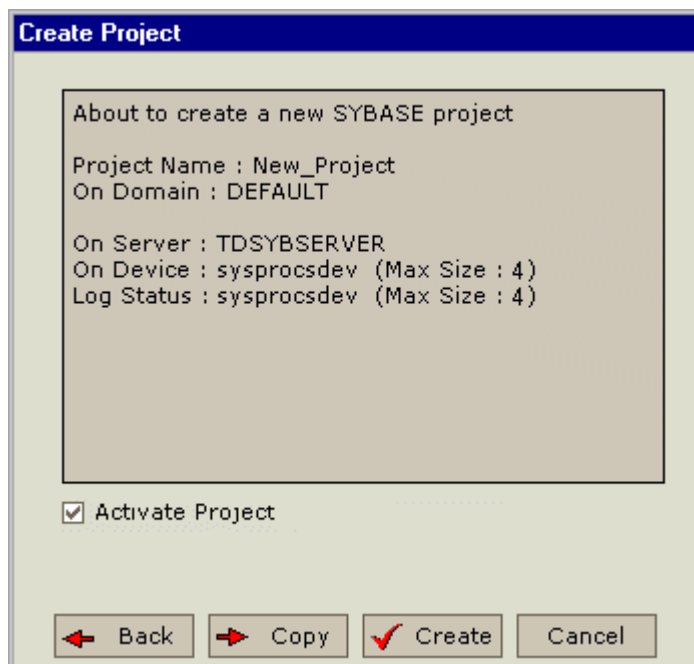 Create Project
About to create a new SYBASE project
Project Name : New_Project
On Domain : DEFAULT
On Server : TDSYBSERVER
On Device : sysprocsdev (Max Size : 4)
Log Status : sysprocsdev (Max Size : 4)
Activate Project
Back Copy Create Cancel